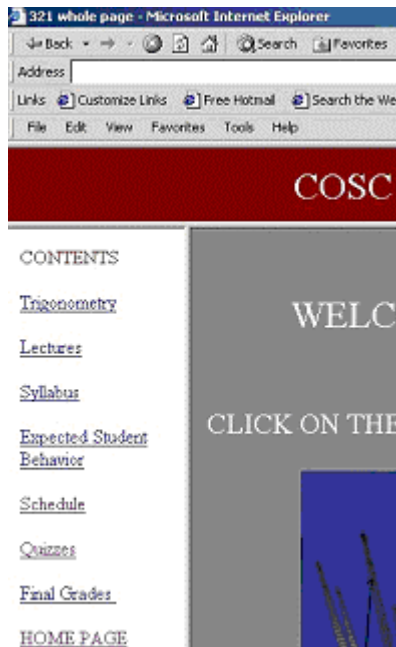 321 whole page - Microsoft Internet Explorer
Back Search Favorites
Address
Links Customize Links Free Hotmail Search the We
File Edit View Favorites Tools Help
COSC
CONTENTS
Trigonometry
WELC
Lectures
Syllabus
CLICK ON THE
Expected Student
Behavior
Schedule
Quizzes
Final Grades
HOME PAGE